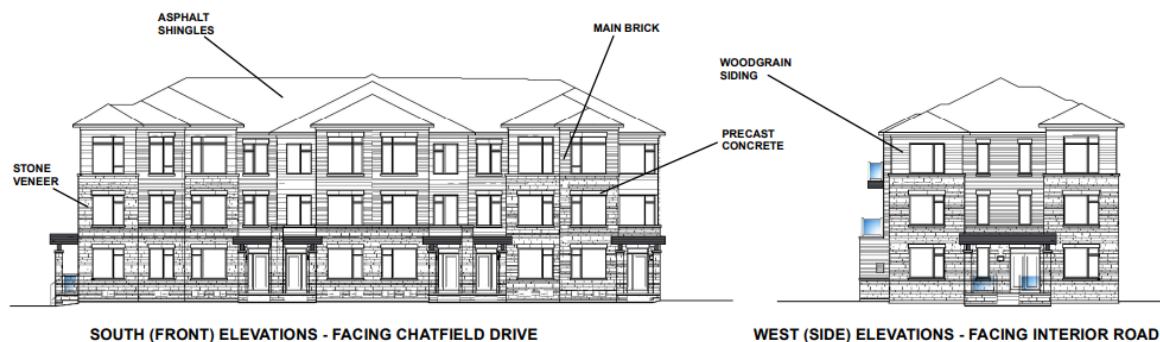 ASPHALT
SHINGLES
MAIN BRICK
WOODGRAIN
SIDING
PRECAST
CONCRETE
STONE
VENEER
SOUTH (FRONT) ELEVATIONS - FACING CHATFIELD DRIVE
WEST (SIDE) ELEVATIONS - FACING INTERIOR ROAD